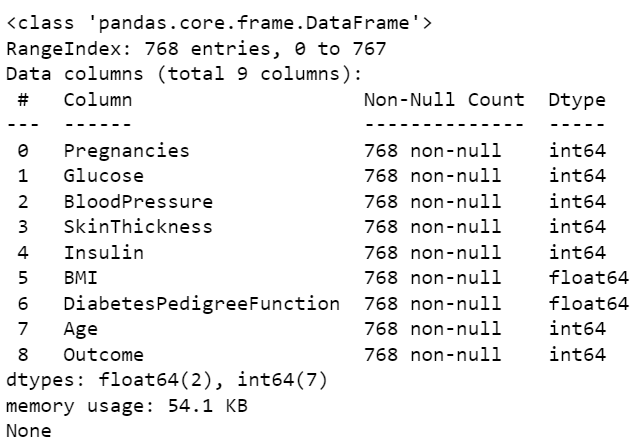 <class 'pandas.core.frame.DataFrame'>
RangeIndex: 768 entries, 0 to 767
Data columns (total 9 columns):
 #   Column                    Non-Null Count  Dtype
---  ------                    --------------  -----
 0   Pregnancies               768 non-null    int64
 1   Glucose                   768 non-null    int64
 2   BloodPressure             768 non-null    int64
 3   SkinThickness             768 non-null    int64
 4   Insulin                   768 non-null    int64
 5   BMI                       768 non-null    float64
 6   DiabetesPedigreeFunction  768 non-null    float64
 7   Age                       768 non-null    int64
 8   Outcome                   768 non-null    int64
dtypes: float64(2), int64(7)
memory usage: 54.1 KB
None